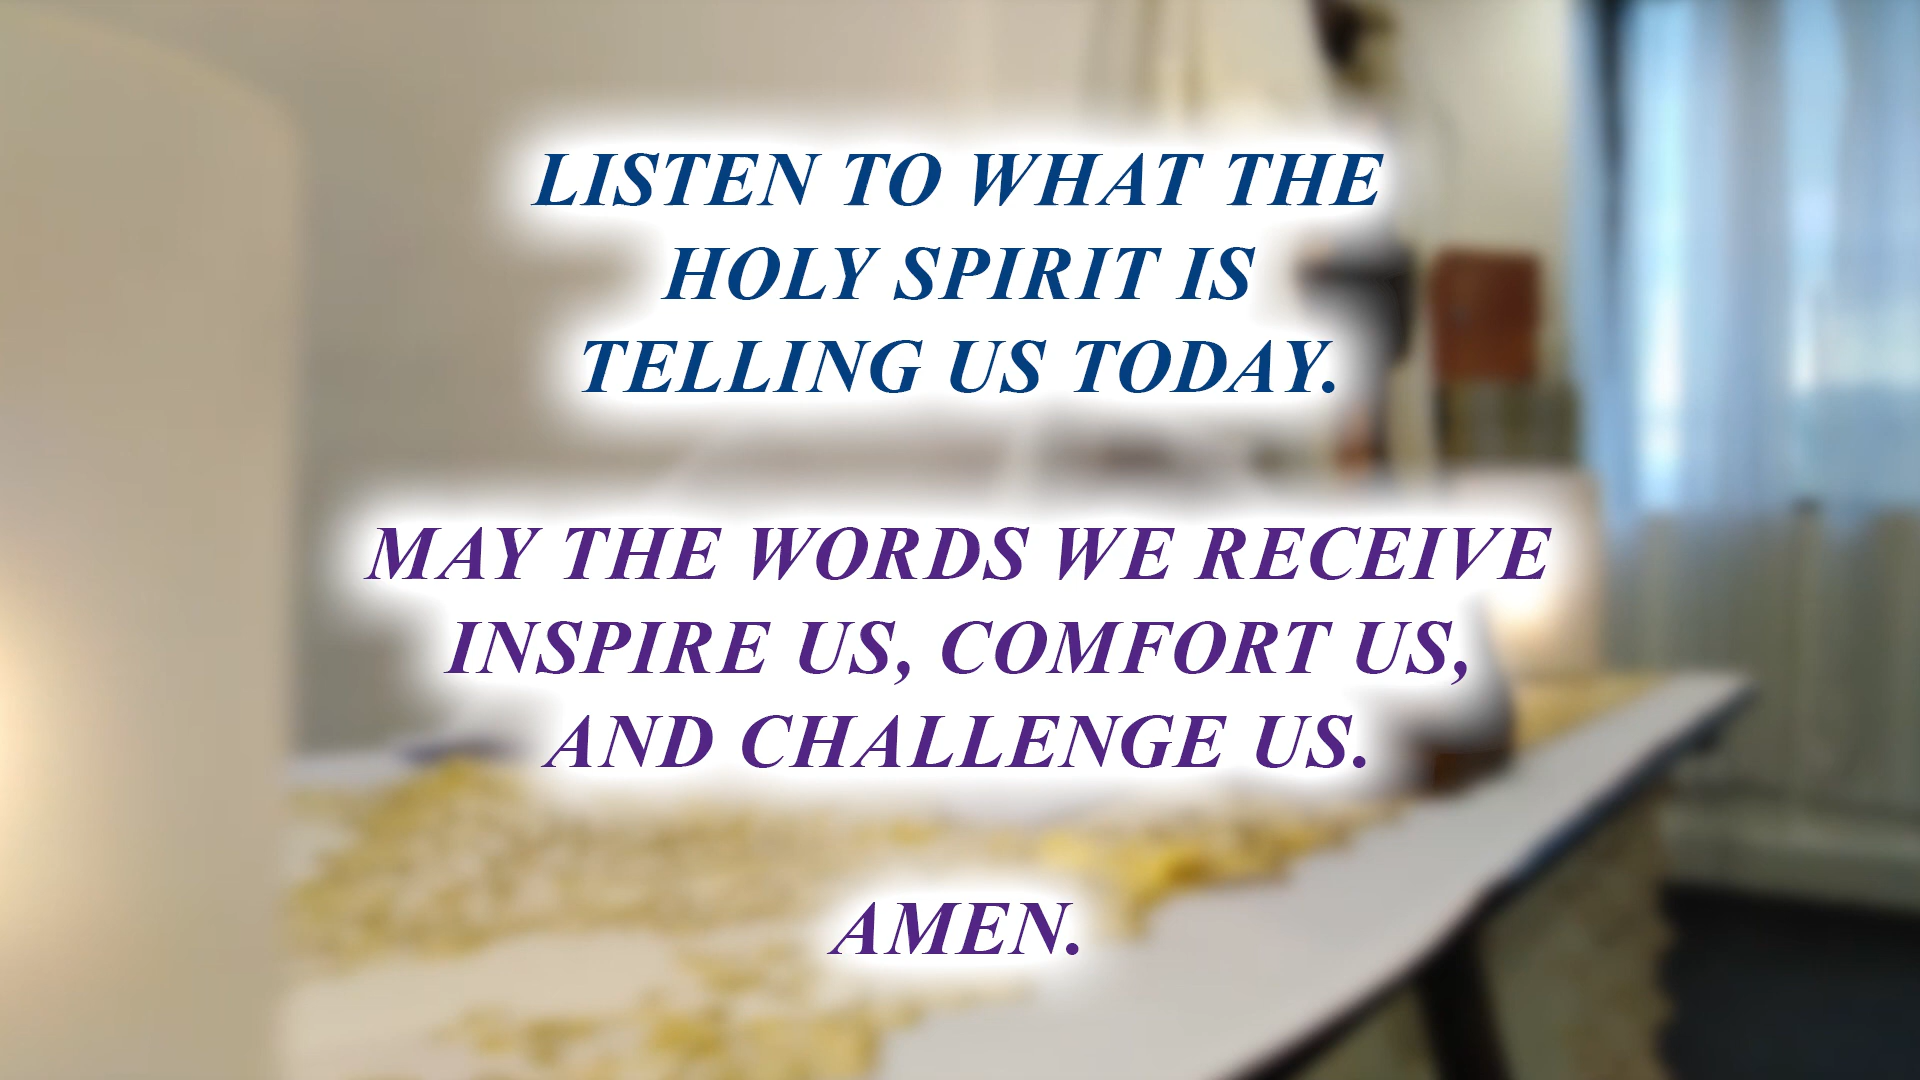 LISTEN TO WHAT THE
HOLY SPIRIT IS
TELLING US TODAY.
MAY THE WORDS WE RECEIVE
INSPIRE US, COMFORT US,
AND CHALLENGE US.
AMEN.